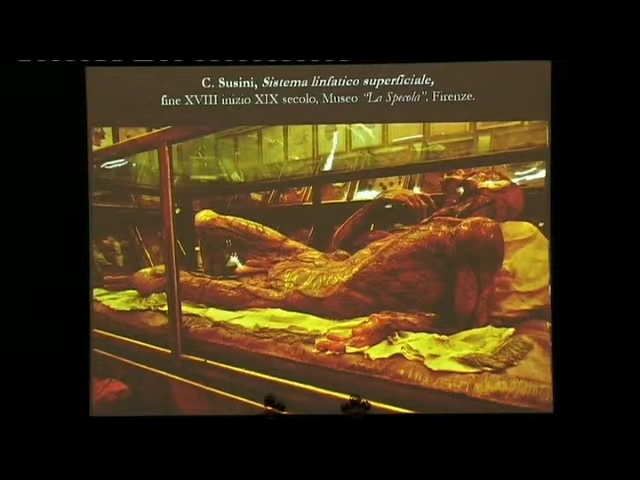 C. Susini, Sistema linfatico superficiale,
fine XVIII inizio XIX secolo, Museo "La Specola". Firenze.